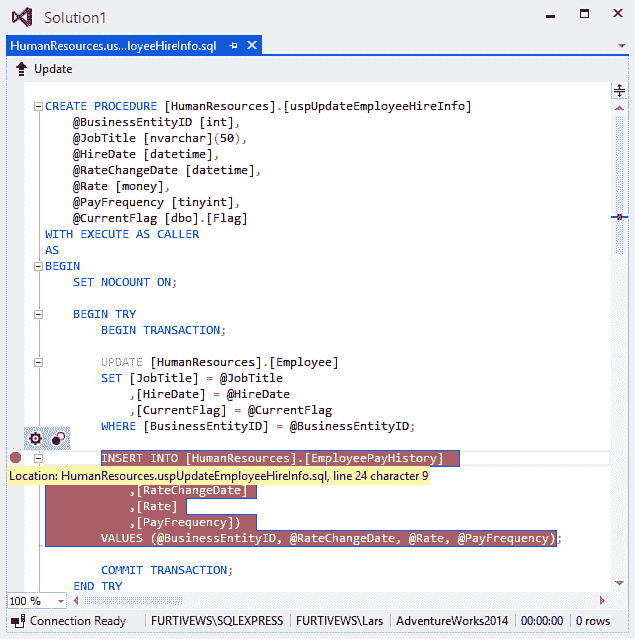 Solution1
HumanResources.us...loyeeHireInfo.sql
Update
CREATE PROCEDURE [HumanResources].[uspUpdateEmployeeHireInfo]
@BusinessEntityID [int],
@JobTitle [nvarchar](50),
@HireDate [datetime],
@RateChangeDate [datetime],
@Rate [money],
@PayFrequency [tinyint],
@CurrentFlag [dbo].[Flag]
WITH EXECUTE AS CALLER
AS
BEGIN
SET NOCOUNT ON;
BEGIN TRY
BEGIN TRANSACTION;
UPDATE [HumanResources].[Employee]
SET [JobTitle] = @JobTitle
,[HireDate] = @HireDate
,[CurrentFlag] = @CurrentFlag
WHERE [BusinessEntityID] = @BusinessEntityID;
INSERT INTO [HumanResources].[EmployeePayHistory]
Location: HumanResources.uspUpdateEmployeeHireInfo.sql, line 24 character 9
,[RateChangeDate]
,[Rate]
,[PayFrequency])
VALUES (@BusinessEntityID, @RateChangeDate, @Rate, @PayFrequency);
COMMIT TRANSACTION;
END TRY
100 %
Connection Ready FURTIVEWS\SQLEXPRESS FURTIVEWS\Lars AdventureWorks2014 00:00:00 0 rows